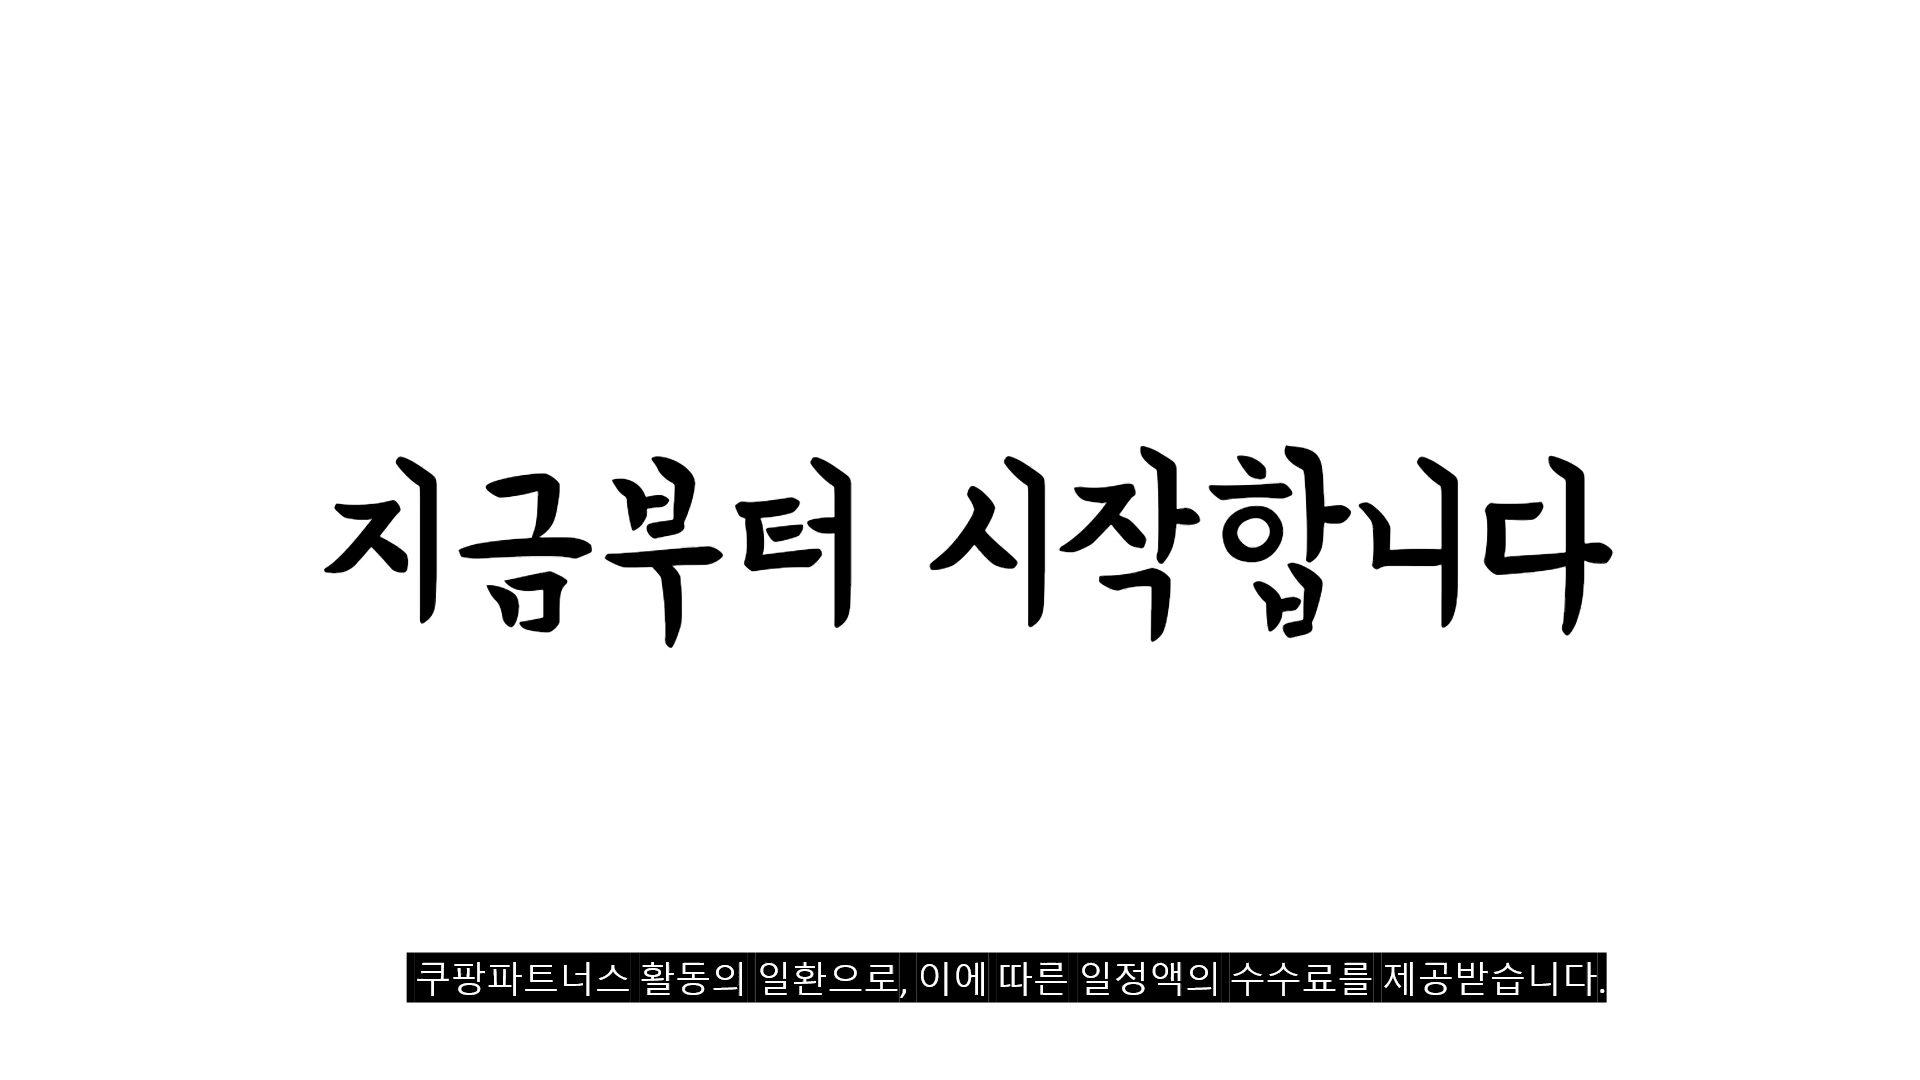 지금부터 시작합니다
쿠팡파트너스 활동의 일환으로, 이에 따른 일정액의 수수료를 제공받습니다.